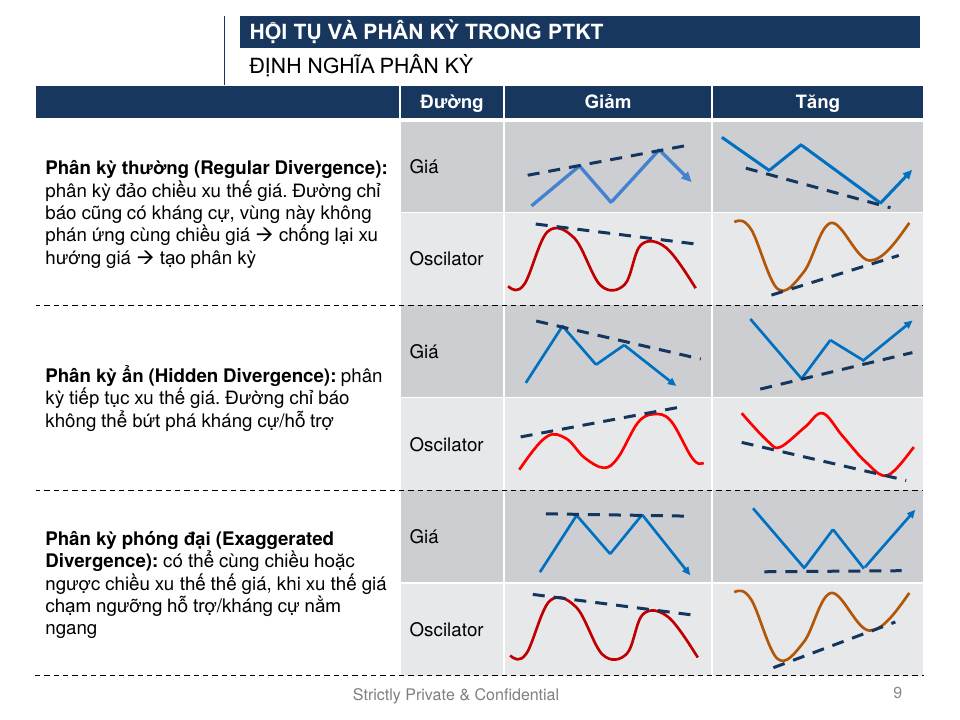 HỘI TỤ VÀ PHÂN KỲ TRONG PTKT
ĐỊNH NGHĨA PHÂN KỲ
Đường Giảm Tăng
Phân kỳ thường (Regular Divergence):
phân kỳ đảo chiều xu thế giá. Đường chỉ
báo cũng có kháng cự, vùng này không
phán ứng cùng chiều giá → chống lại xu
hướng giá → tạo phân kỳ
Giá
Oscilator
Phân kỳ ẩn (Hidden Divergence): phân
kỳ tiếp tục xu thế giá. Đường chỉ báo
không thể bứt phá kháng cự/hỗ trợ
Giá
Oscilator
Phân kỳ phóng đại (Exaggerated
Divergence): có thể cùng chiều hoặc
ngược chiều xu thế thế giá, khi xu thế giá
chạm ngưỡng hỗ trợ/kháng cự nằm
ngang
Giá
Oscilator
Strictly Private & Confidential
9